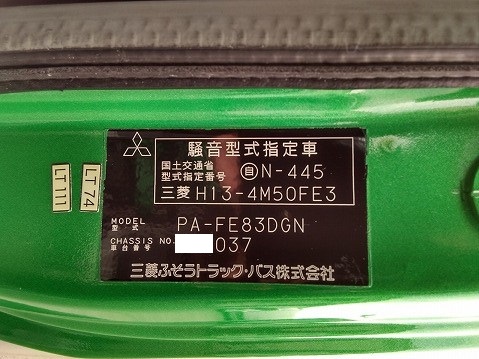 騒音型式指定車
国土交通省
型式指定番号 自 N-445
三菱 H13-4M50FE3
MODEL
型式 PA-FE83DGN
CHASSIS NO.
車台番号 037
三菱ふそうトラック・バス株式会社
LT111
LT74